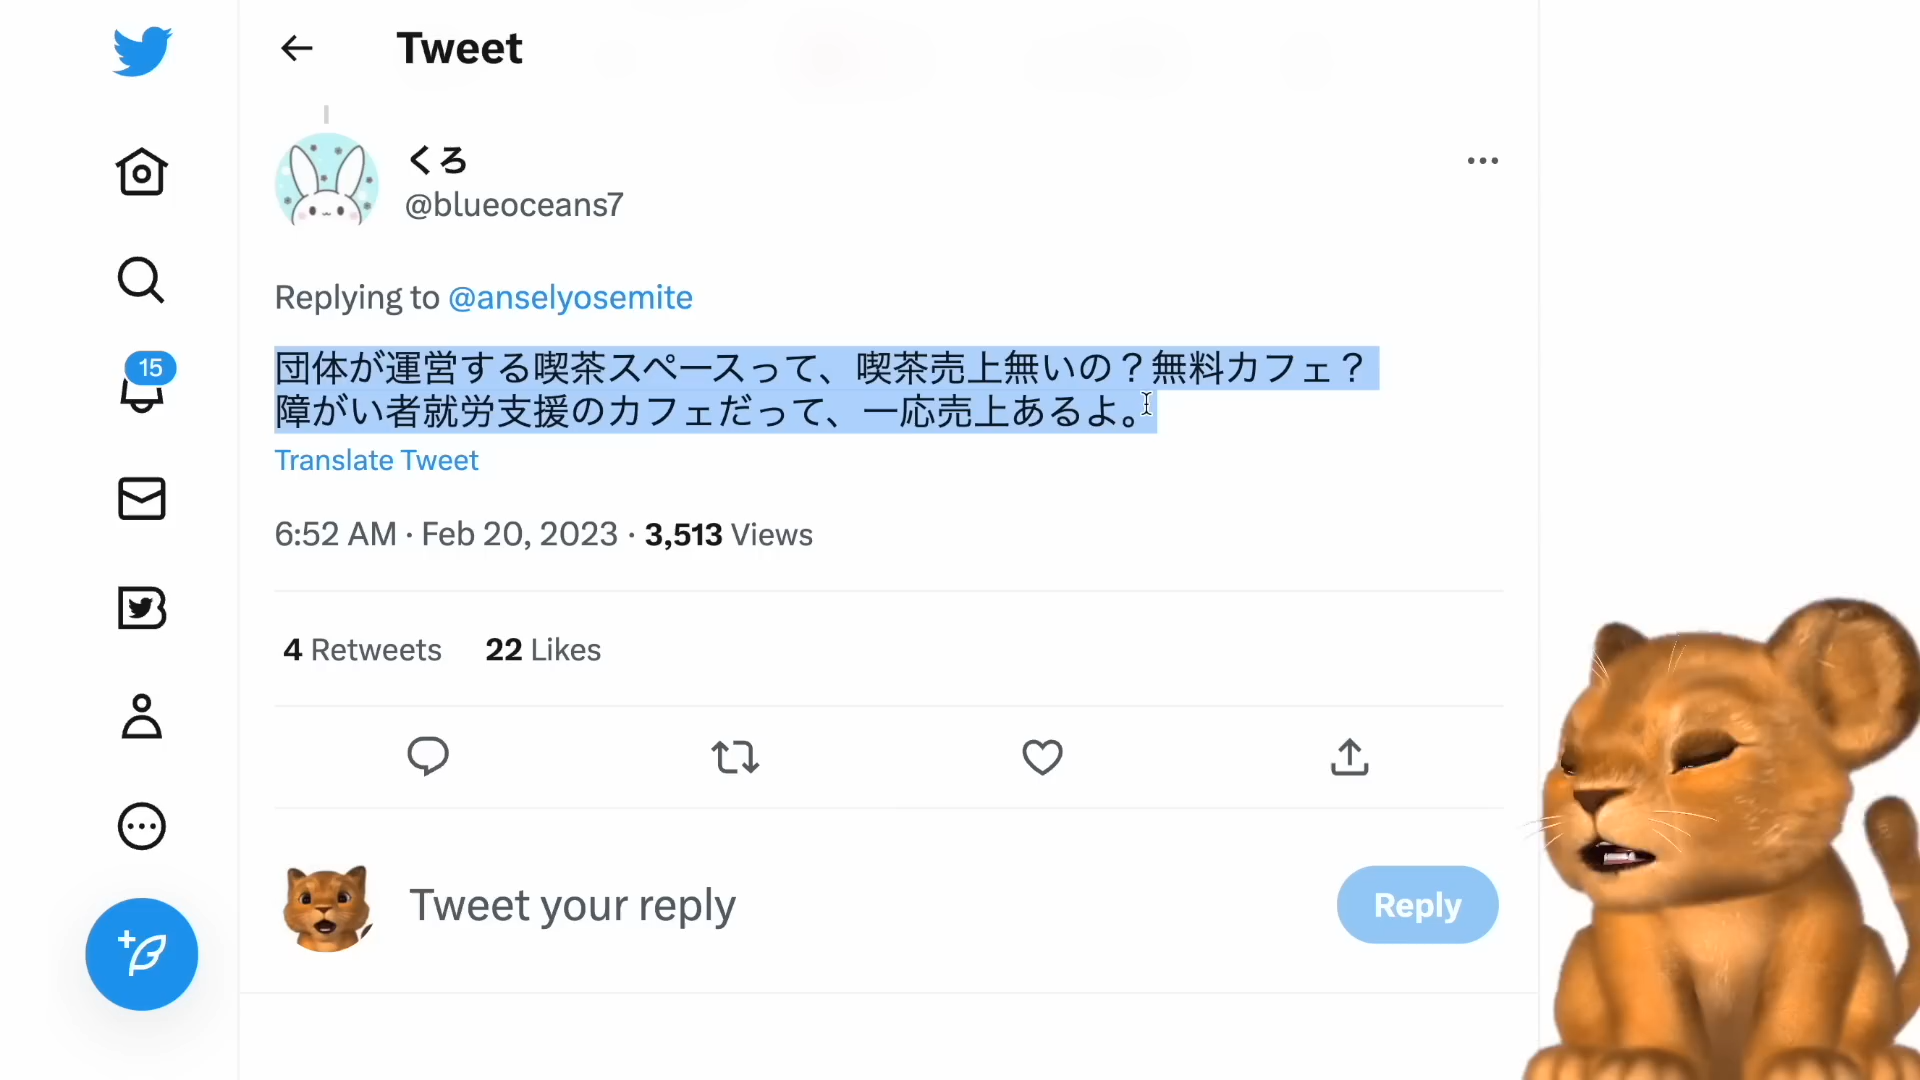 Tweet
くろ
@blueoceans7
Replying to @anselyosemite
団体が運営する喫茶スペースって、喫茶売上無いの？無料カフェ？
障がい者就労支援のカフェだって、一応売上あるよ。
Translate Tweet
6:52 AM · Feb 20, 2023 · 3,513 Views
4 Retweets 22 Likes
Tweet your reply
Reply
15